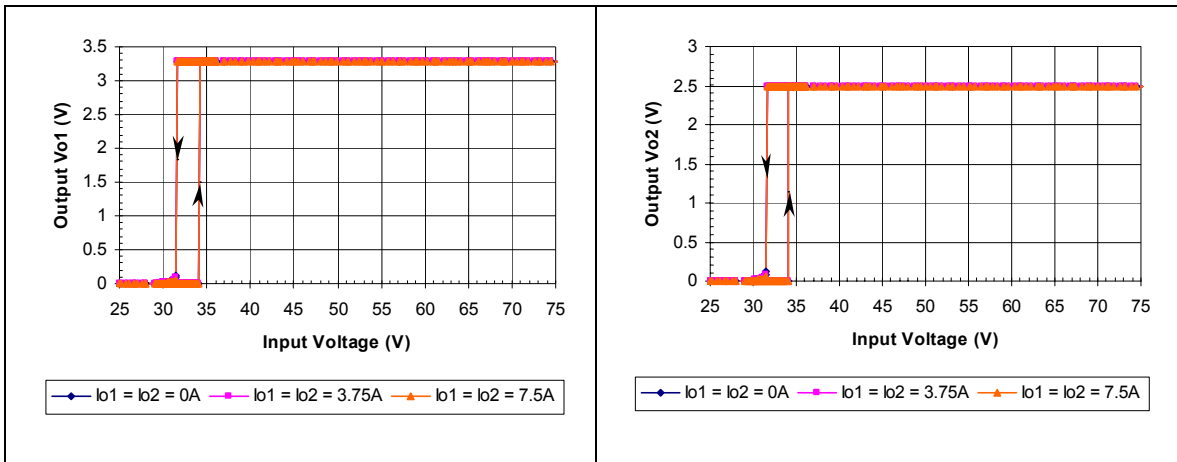 3.5
3
2.5
2
1.5
1
0.5
0
Output Vo1 (V)
25 30 35 40 45 50 55 60 65 70 75
Input Voltage (V)
Io1 = Io2 = 0A Io1 = Io2 = 3.75A Io1 = Io2 = 7.5A
3
2.5
2
1.5
1
0.5
0
Output Vo2 (V)
25 30 35 40 45 50 55 60 65 70 75
Input Voltage (V)
Io1 = Io2 = 0A Io1 = Io2 = 3.75A Io1 = Io2 = 7.5A